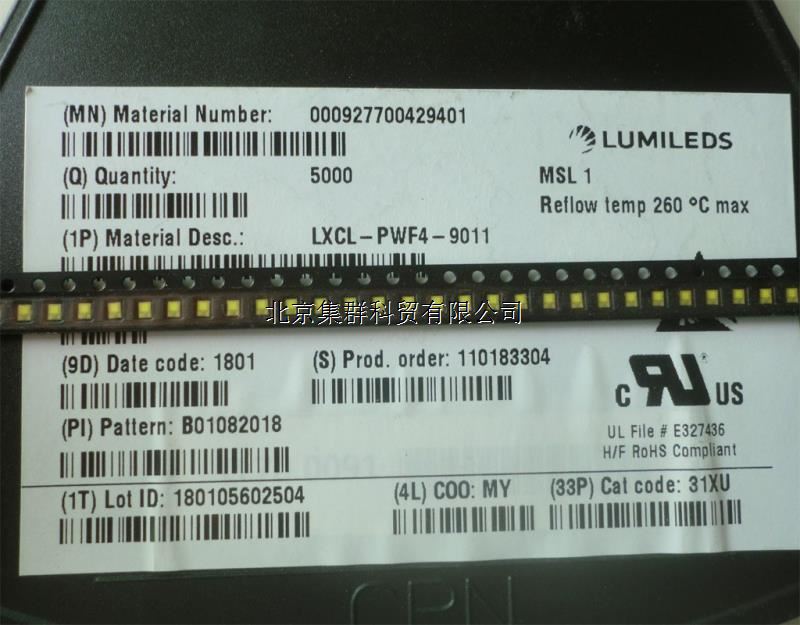 (MN) Material Number: 000927700429401
LUMILEDS
(Q) Quantity: 5000
MSL 1
Reflow temp 260 °C max
(1P) Material Desc.: LXCL-PWF4-9011
北京集群科贸有限公司
(9D) Date code: 1801
(S) Prod. order: 110183304
C RU ® US
(PI) Pattern: B01082018
UL File # E327436
H/F RoHS Compliant
(1T) Lot ID: 180105602504
(4L) COO: MY
(33P) Cat code: 31XU
CPN